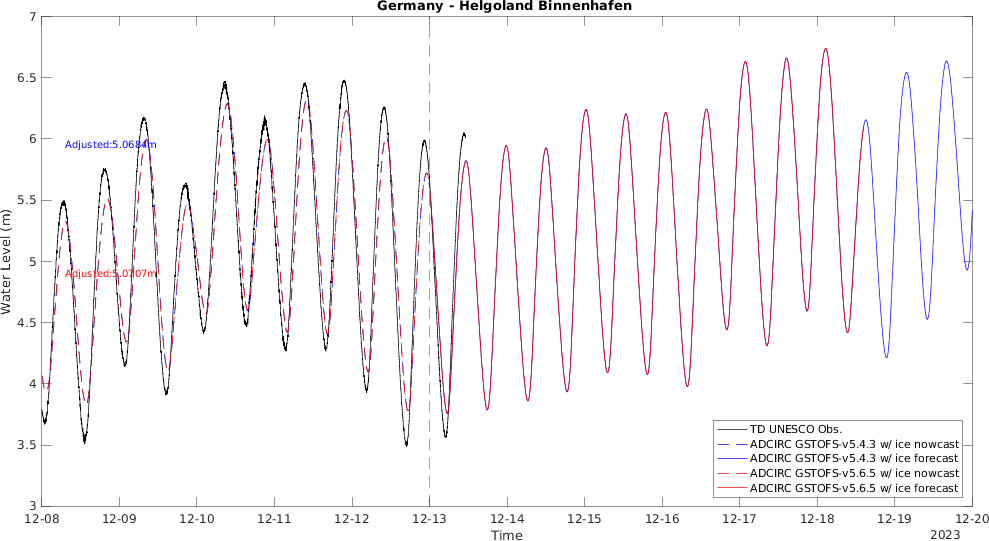 Germany - Helgoland Binnenhafen
Water Level (m)
7
6.5
6
5.5
5
4.5
4
3.5
3
Adjusted:5.0684m
Adjusted:5.0707m
TD UNESCO Obs.
ADCIRC GSTOFS-v5.4.3 w/ ice nowcast
ADCIRC GSTOFS-v5.4.3 w/ ice forecast
ADCIRC GSTOFS-v5.6.5 w/ ice nowcast
ADCIRC GSTOFS-v5.6.5 w/ ice forecast
12-08 12-09 12-10 12-11 12-12 12-13 12-14 12-15 12-16 12-17 12-18 12-19 12-20
Time
2023